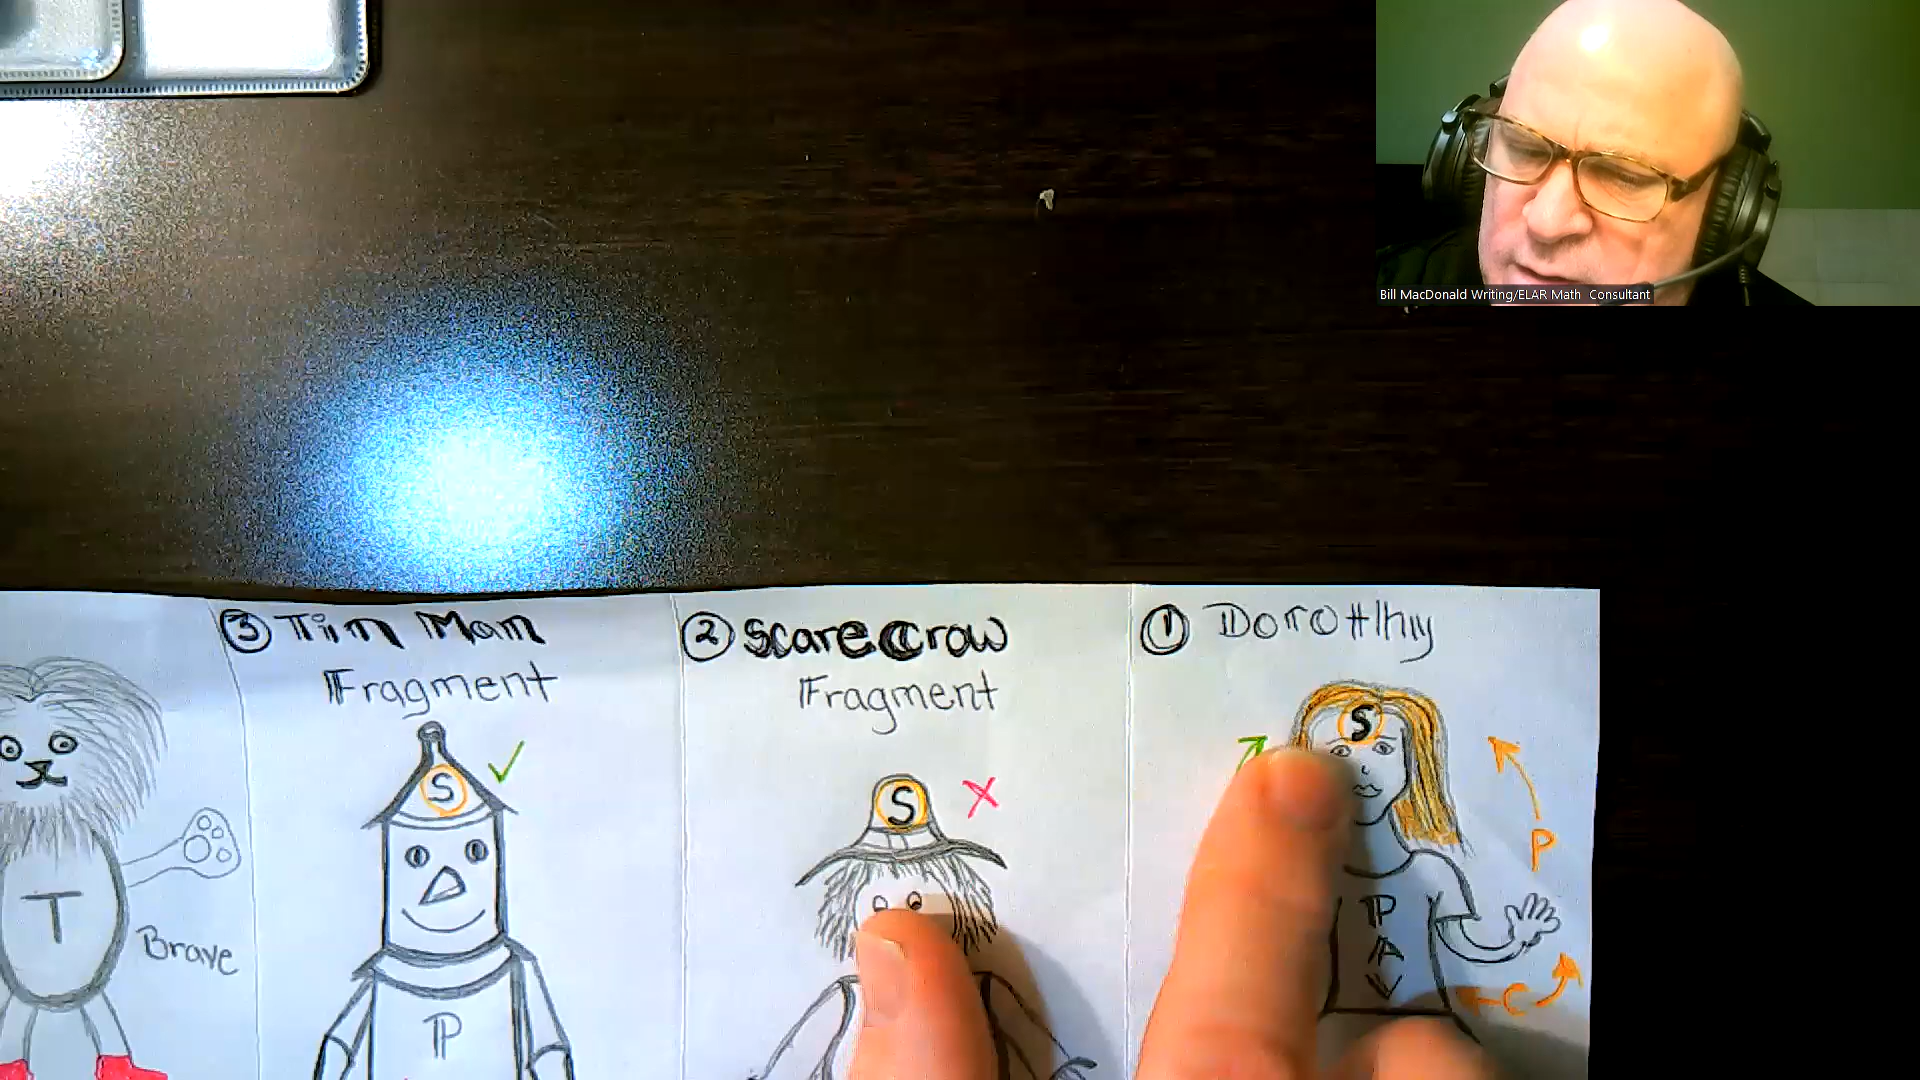 Bill MacDonald Writing/ELAR Math Consultant
③ Tin Man
Fragment
② Scarecrow
Fragment
① Dorothy
S
S
S
P
T
Brave
P
P
A
V
C